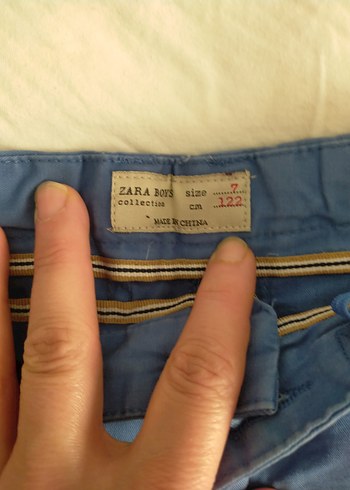 ZARA BOYS size 7
collection cm 122
MADE IN CHINA